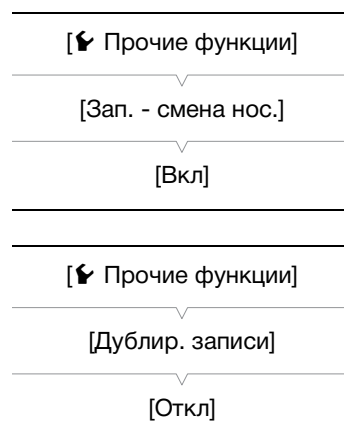 [ Прочие функции]
[Зап. - смена нос.]
[Вкл]
[ Прочие функции]
[Дублир. записи]
[Откл]